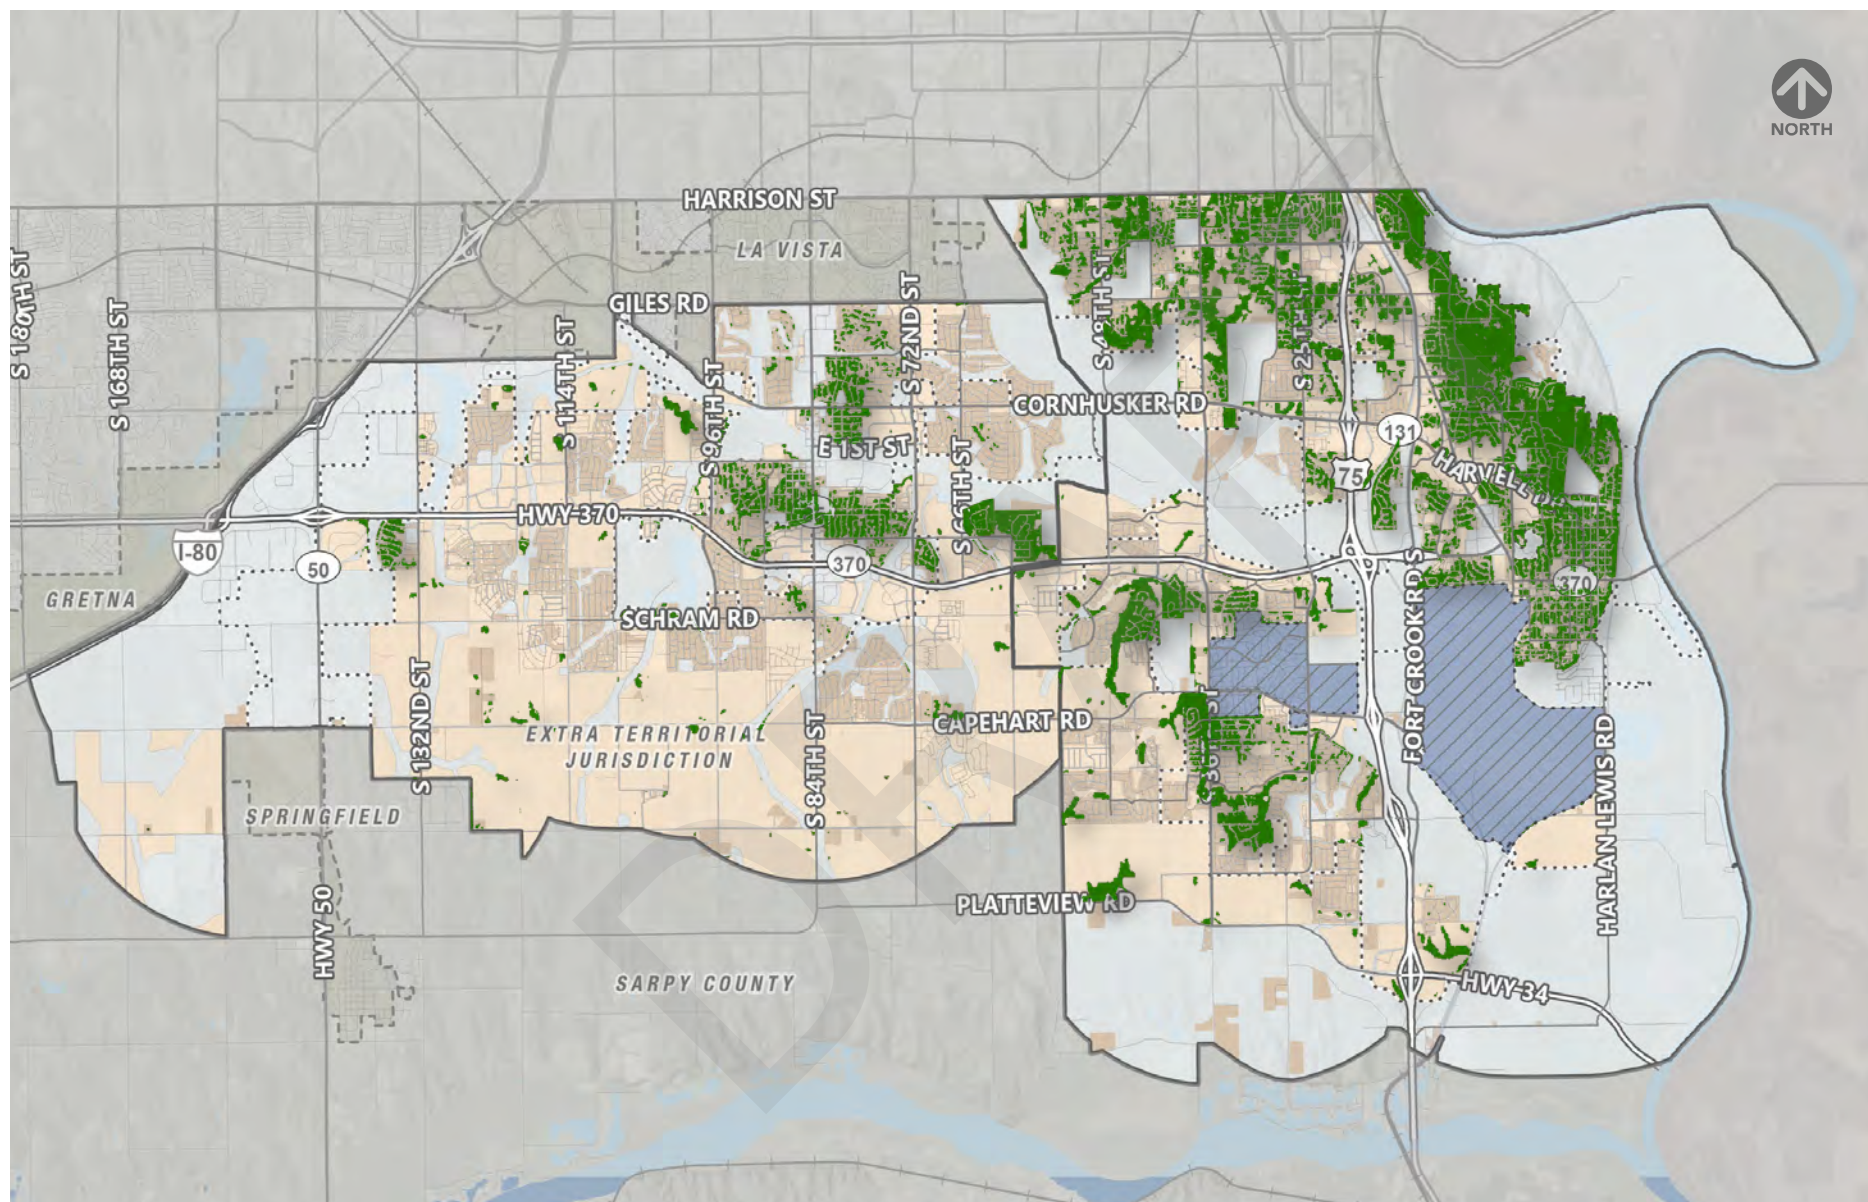 NORTH
HARRISON ST
LA VISTA
S 180TH ST
S 168TH ST
GILES RD
S 114TH ST
S 96TH ST
S 72ND ST
S 48TH ST
S 25TH ST
CORNHUSKER RD
E 1ST ST
S 66TH ST
131
75
HARVELL DR
HWY 370
I-80
50
370
370
GRETNA
SCHRAM RD
S 132ND ST
EXTRA TERRITORIAL
JURISDICTION
S 84TH ST
CAPEHART RD
S 36TH ST
FORT CROOK RD S
HARLAN LEWIS RD
SPRINGFIELD
HWY 50
PLATTEVIEW RD
SARPY COUNTY
HWY 34
DRAFT